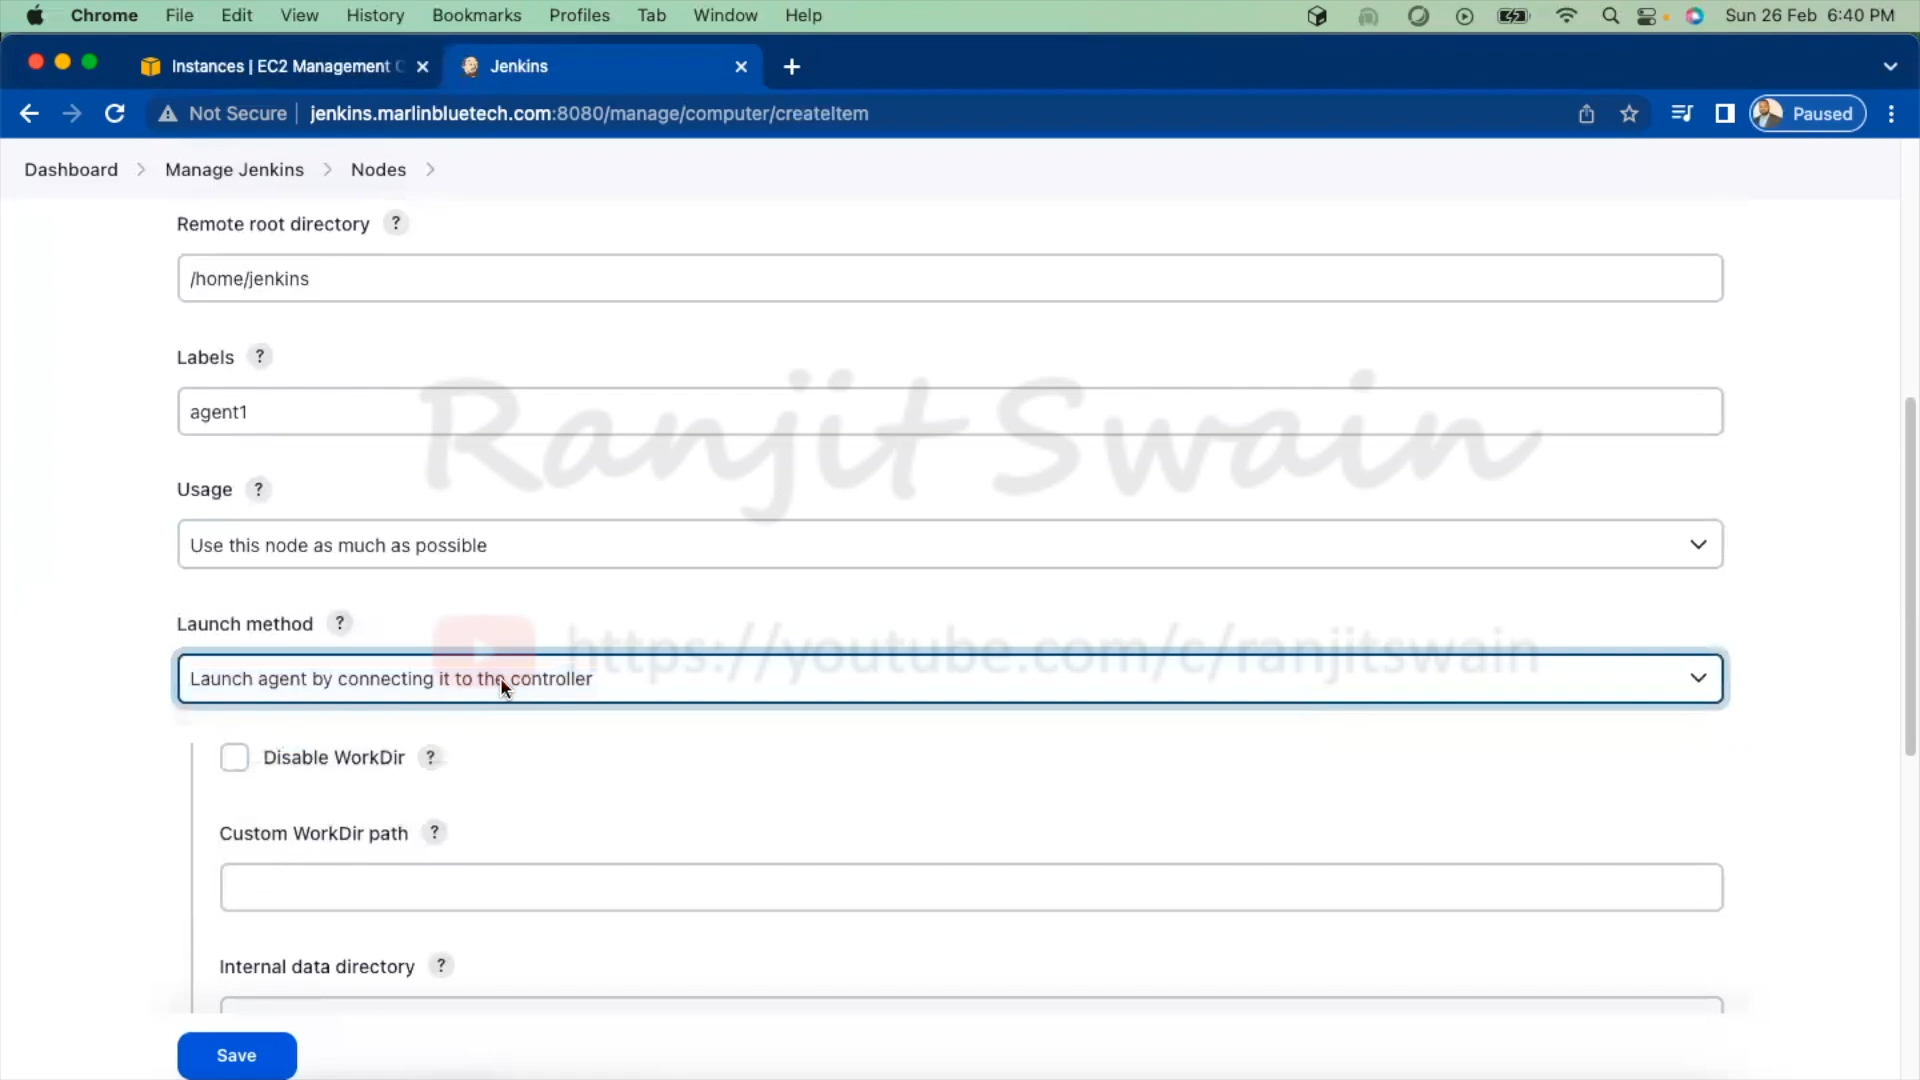 Chrome File Edit View History Bookmarks Profiles Tab Window Help Sun 26 Feb 6:40 PM
Instances | EC2 Management C Jenkins
Not Secure jenkins.marlinbluetech.com:8080/manage/computer/createItem Paused
Dashboard Manage Jenkins Nodes
Remote root directory ?
/home/jenkins
Labels ?
agent1
Ranjit Swain
Usage ?
Use this node as much as possible
Launch method ?
https://youtube.com/c/ranjitswain
Launch agent by connecting it to the controller
Disable WorkDir ?
Custom WorkDir path ?
Internal data directory ?
Save